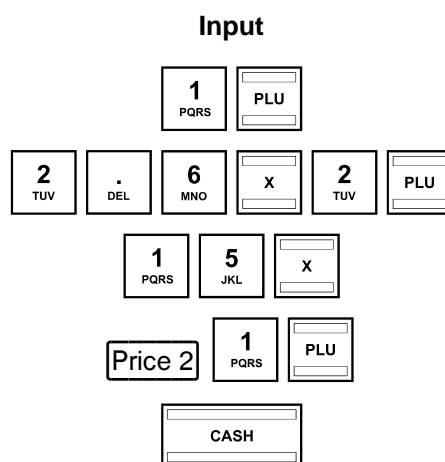 Input
1 PLU
PQRS
2 . 6 X 2 PLU
TUV DEL MNO TUV
1 5 X
PQRS JKL
Price 2 1 PLU
PQRS
CASH